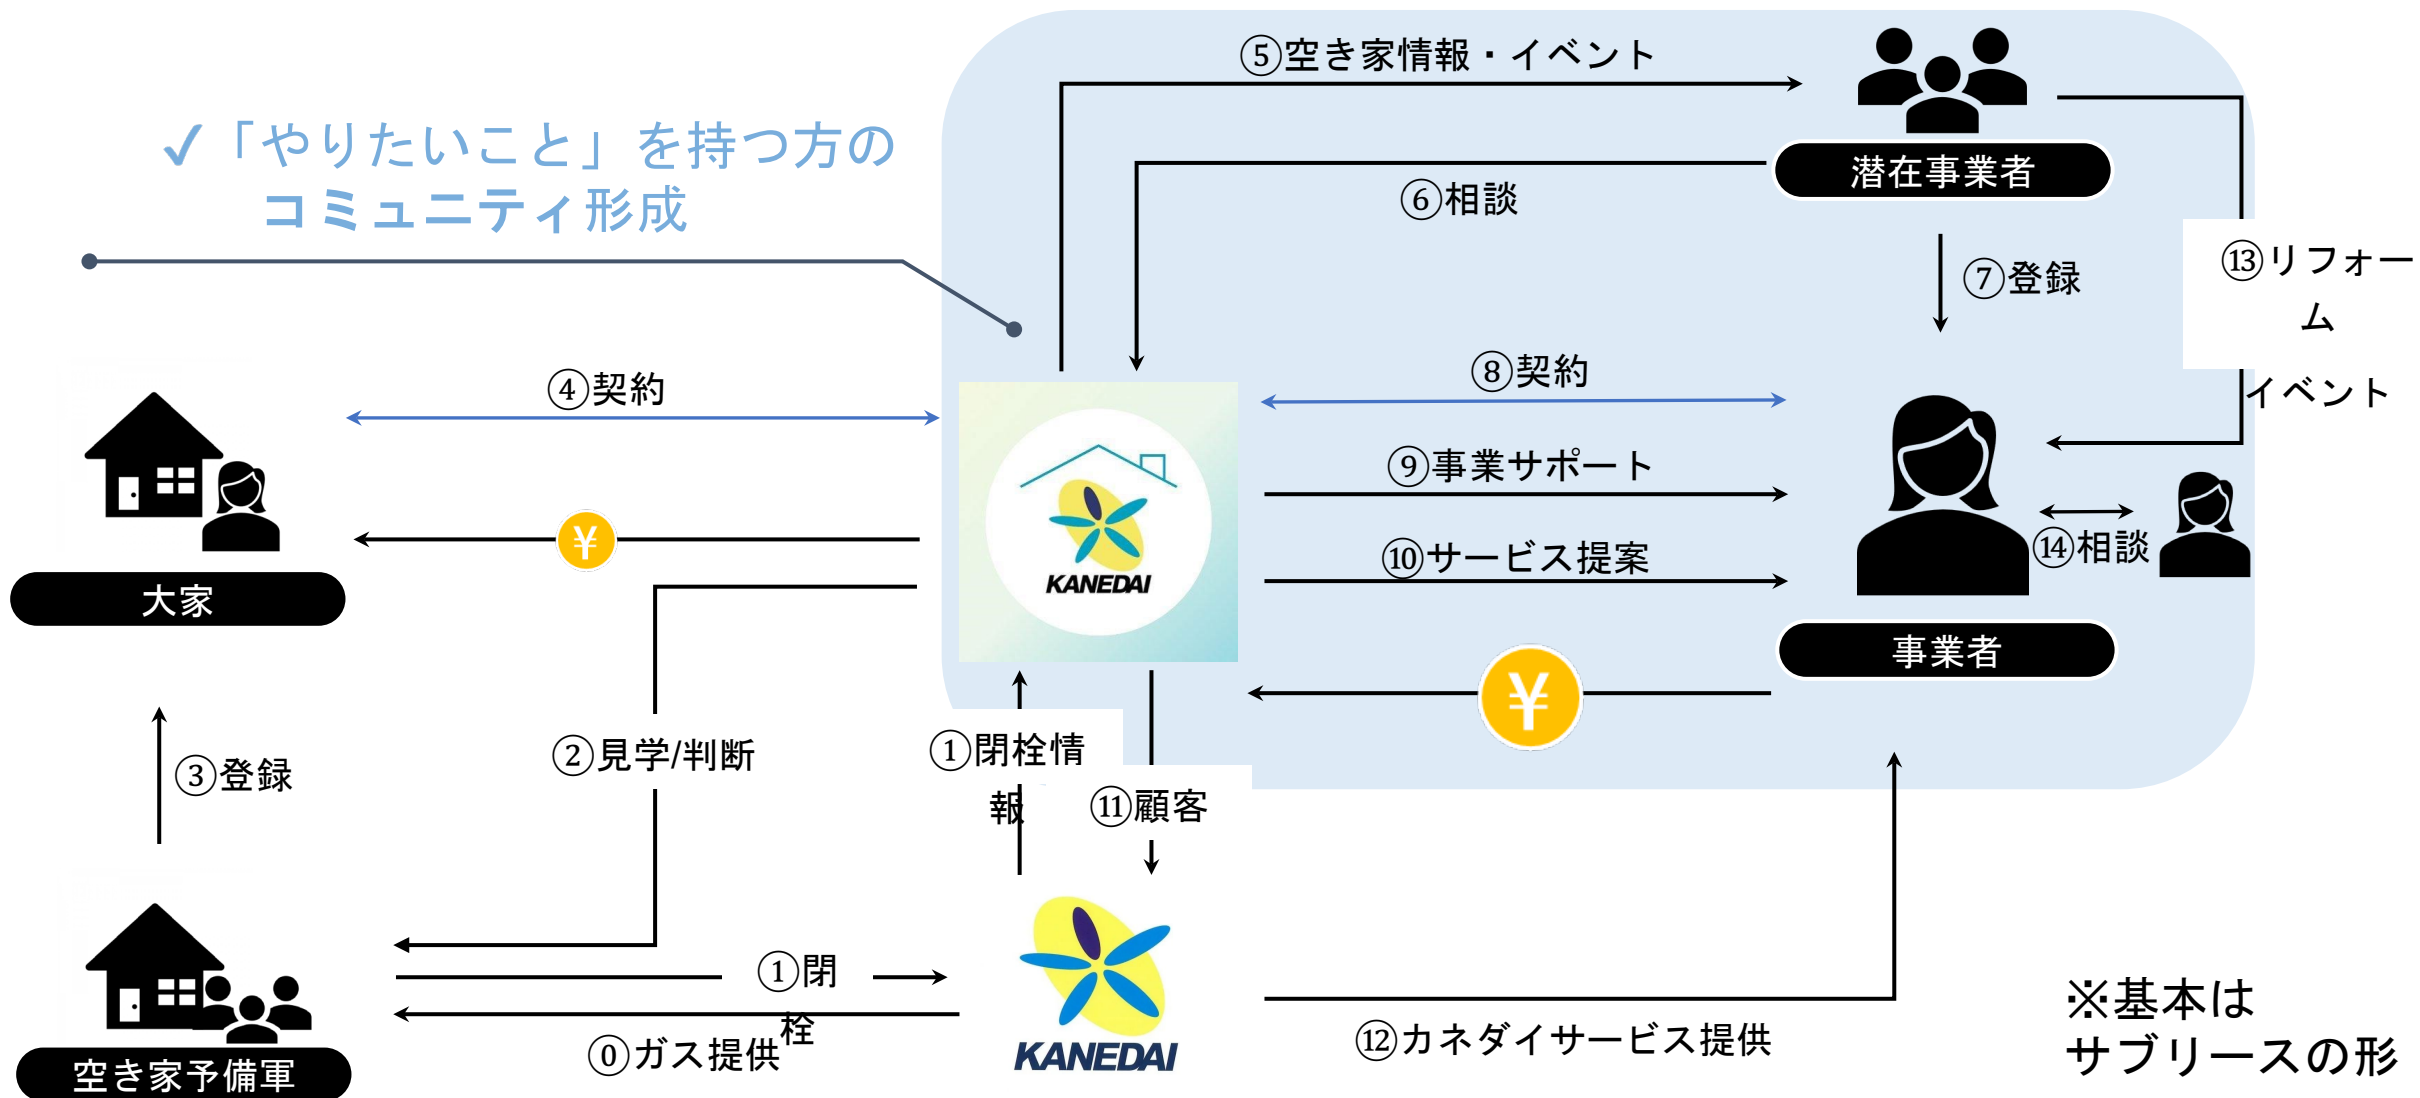 ⑤空き家情報・イベント
潜在事業者
✓「やりたいこと」を持つ方の
コミュニティ形成
⑥相談
⑦登録
⑬リフォー
ム
イベント
④契約
⑧契約
⑨事業サポート
⑩サービス提案
⑭相談
¥
KANEDAI
大家
事業者
¥
③登録
②見学/判断
①閉栓情
報
⑪顧客
①閉
栓
⓪ガス提供
KANEDAI
⑫カネダイサービス提供
空き家予備軍
※基本は
サブリースの形